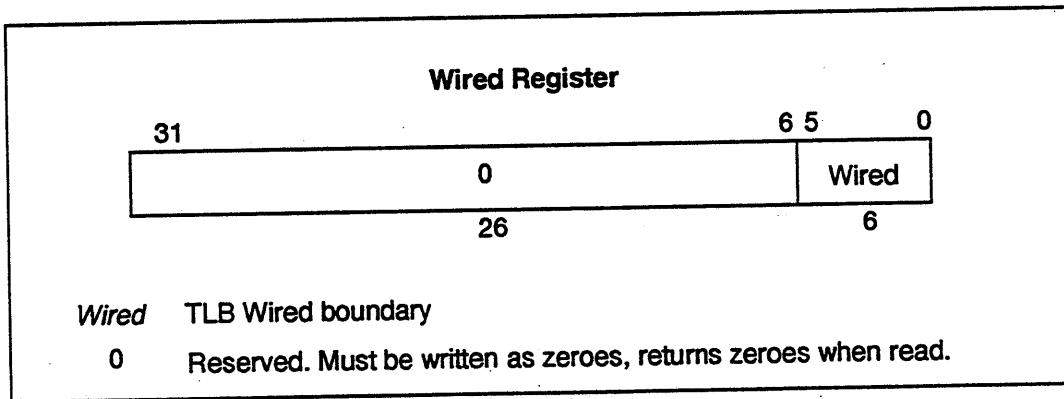 Wired Register
31 6 5 0
0 Wired
26 6
Wired TLB Wired boundary
0 Reserved. Must be written as zeroes, returns zeroes when read.